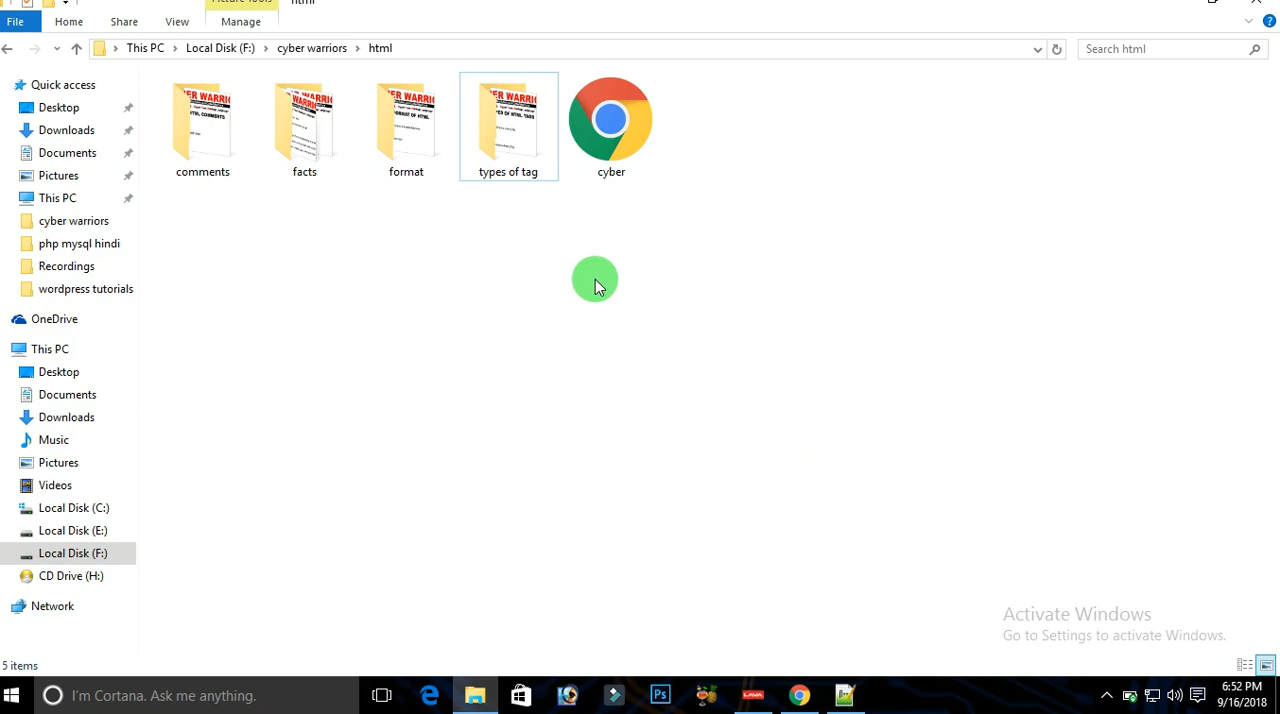 Picture Tools
html
File
Home
Share
View
Manage
This PC
Local Disk (F:)
cyber warriors
html
Search html
Quick access
Desktop
Downloads
Documents
Pictures
This PC
cyber warriors
php mysql hindi
Recordings
wordpress tutorials
OneDrive
This PC
Desktop
Documents
Downloads
Music
Pictures
Videos
Local Disk (C:)
Local Disk (E:)
Local Disk (F:)
CD Drive (H:)
Network
comments
facts
format
types of tag
cyber
Activate Windows
Go to Settings to activate Windows.
5 items
I'm Cortana. Ask me anything.
Ps
LAVA
6:52 PM
9/16/2018